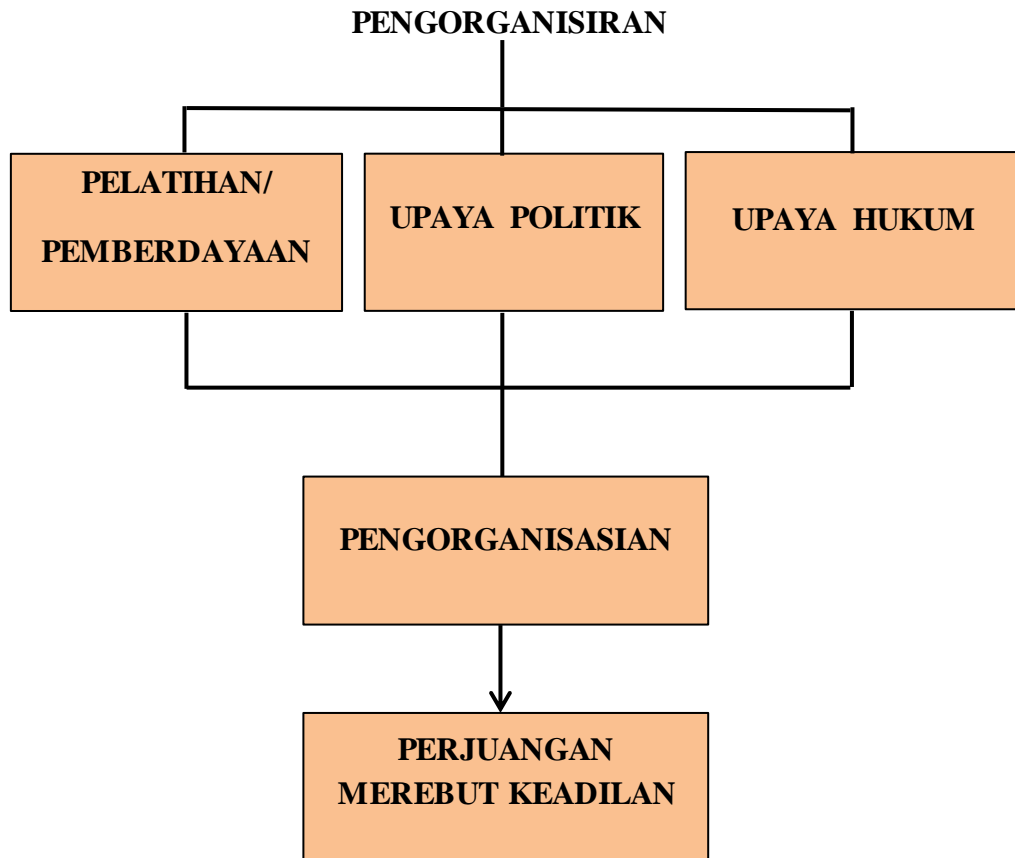 PENGORGANISIRAN
PELATIHAN/
PEMBERDAYAAN
UPAYA POLITIK
UPAYA HUKUM
PENGORGANISASIAN
PERJUANGAN
MEREBUT KEADILAN